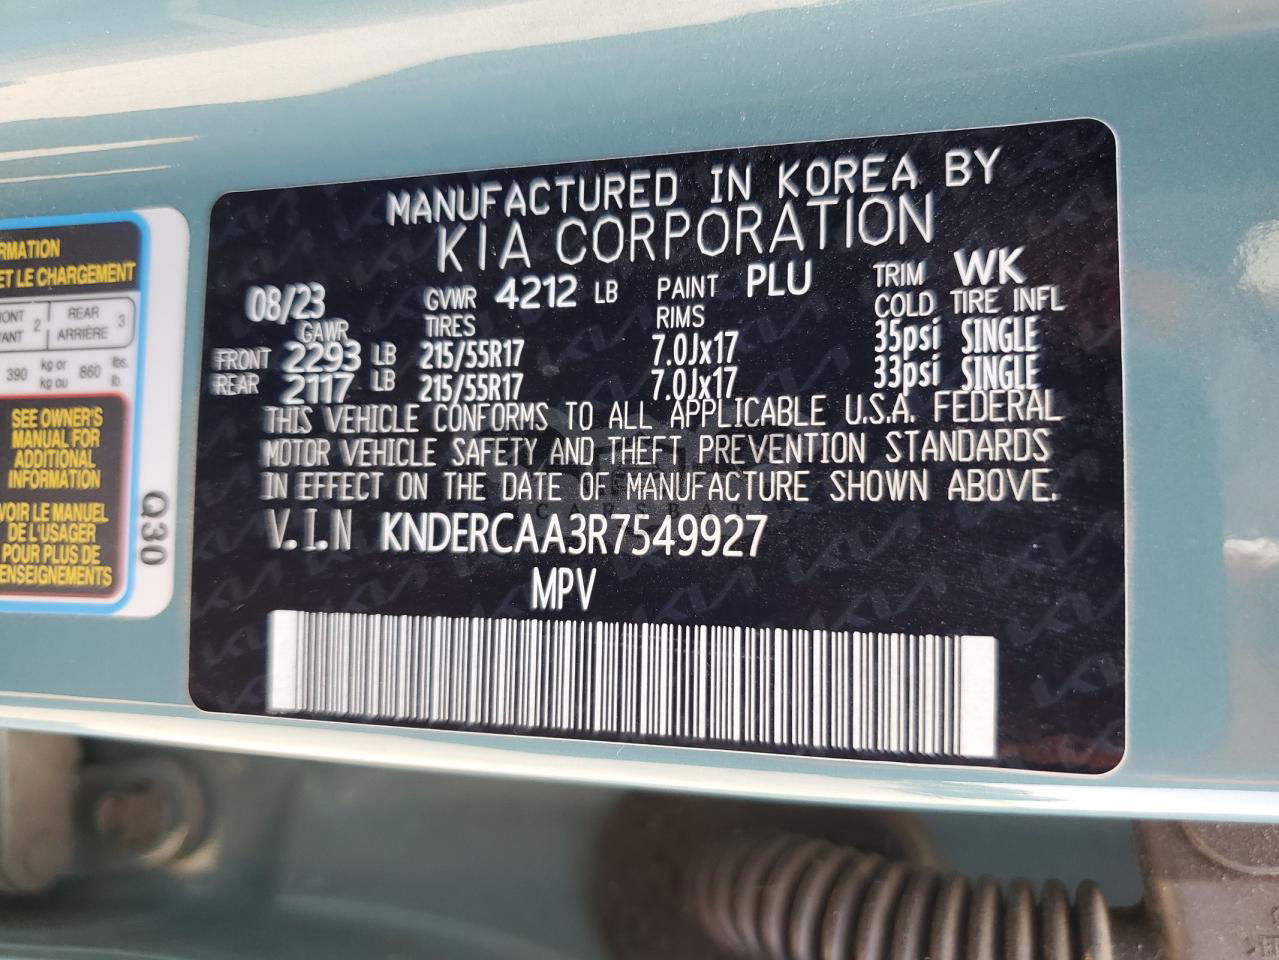 RMATION
ET LE CHARGEMENT
2 REAR 3
ARRIÈRE
390 kg or 860 lbs.
kg ou lb.
SEE OWNER'S
MANUAL FOR
ADDITIONAL
INFORMATION
VOIR LE MANUEL
DE L'USAGER
POUR PLUS DE
ENSEIGNEMENTS
Q30
MANUFACTURED IN KOREA BY
KIA CORPORATION
08/23 GVWR 4212 LB PAINT PLU TRIM WK
GAWR TIRES RIMS COLD TIRE INFL
FRONT 2293 LB 215/55R17 7.0Jx17 35psi SINGLE
REAR 2117 LB 215/55R17 7.0Jx17 33psi SINGLE
THIS VEHICLE CONFORMS TO ALL APPLICABLE U.S.A. FEDERAL
MOTOR VEHICLE SAFETY AND THEFT PREVENTION STANDARDS
IN EFFECT ON THE DATE OF MANUFACTURE SHOWN ABOVE.
CARSBAT
V.I.N KNDERCAA3R7549927
MPV